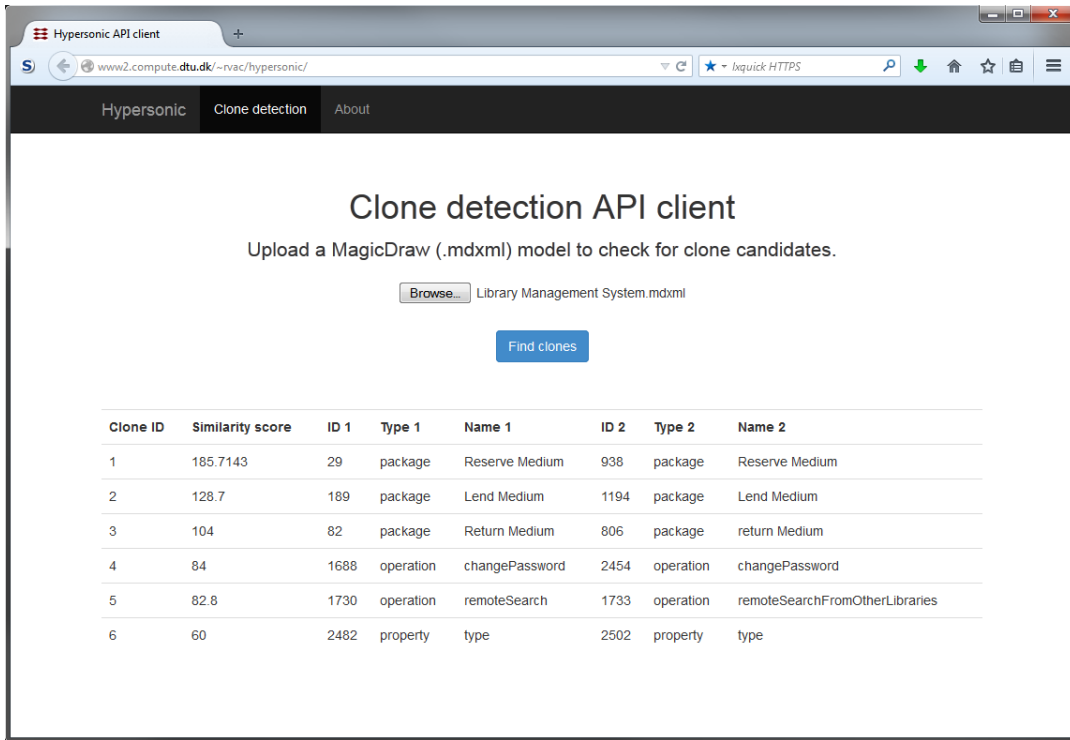 Hypersonic API client
www2.compute.dtu.dk/~rvac/hypersonic/ Ixquick HTTPS
Hypersonic Clone detection About
Clone detection API client
Upload a MagicDraw (.mdxml) model to check for clone candidates.
Browse... Library Management System.mdxml
Find clones
Clone ID Similarity score ID 1 Type 1 Name 1 ID 2 Type 2 Name 2
1 185.7143 29 package Reserve Medium 938 package Reserve Medium
2 128.7 189 package Lend Medium 1194 package Lend Medium
3 104 82 package Return Medium 806 package return Medium
4 84 1688 operation changePassword 2454 operation changePassword
5 82.8 1730 operation remoteSearch 1733 operation remoteSearchFromOtherLibraries
6 60 2482 property type 2502 property type